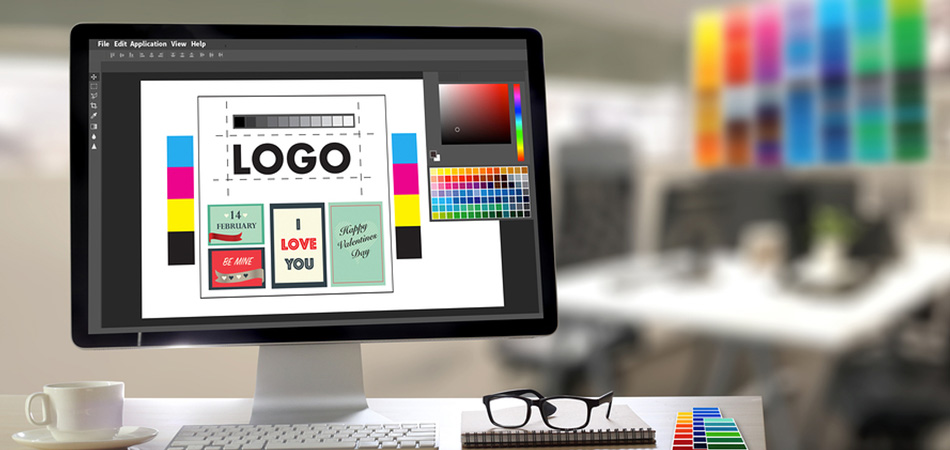 File Edit Application View Help
LOGO
14
FEBRUARY
BE MINE
I
LOVE
YOU
Happy
Valentines
Day